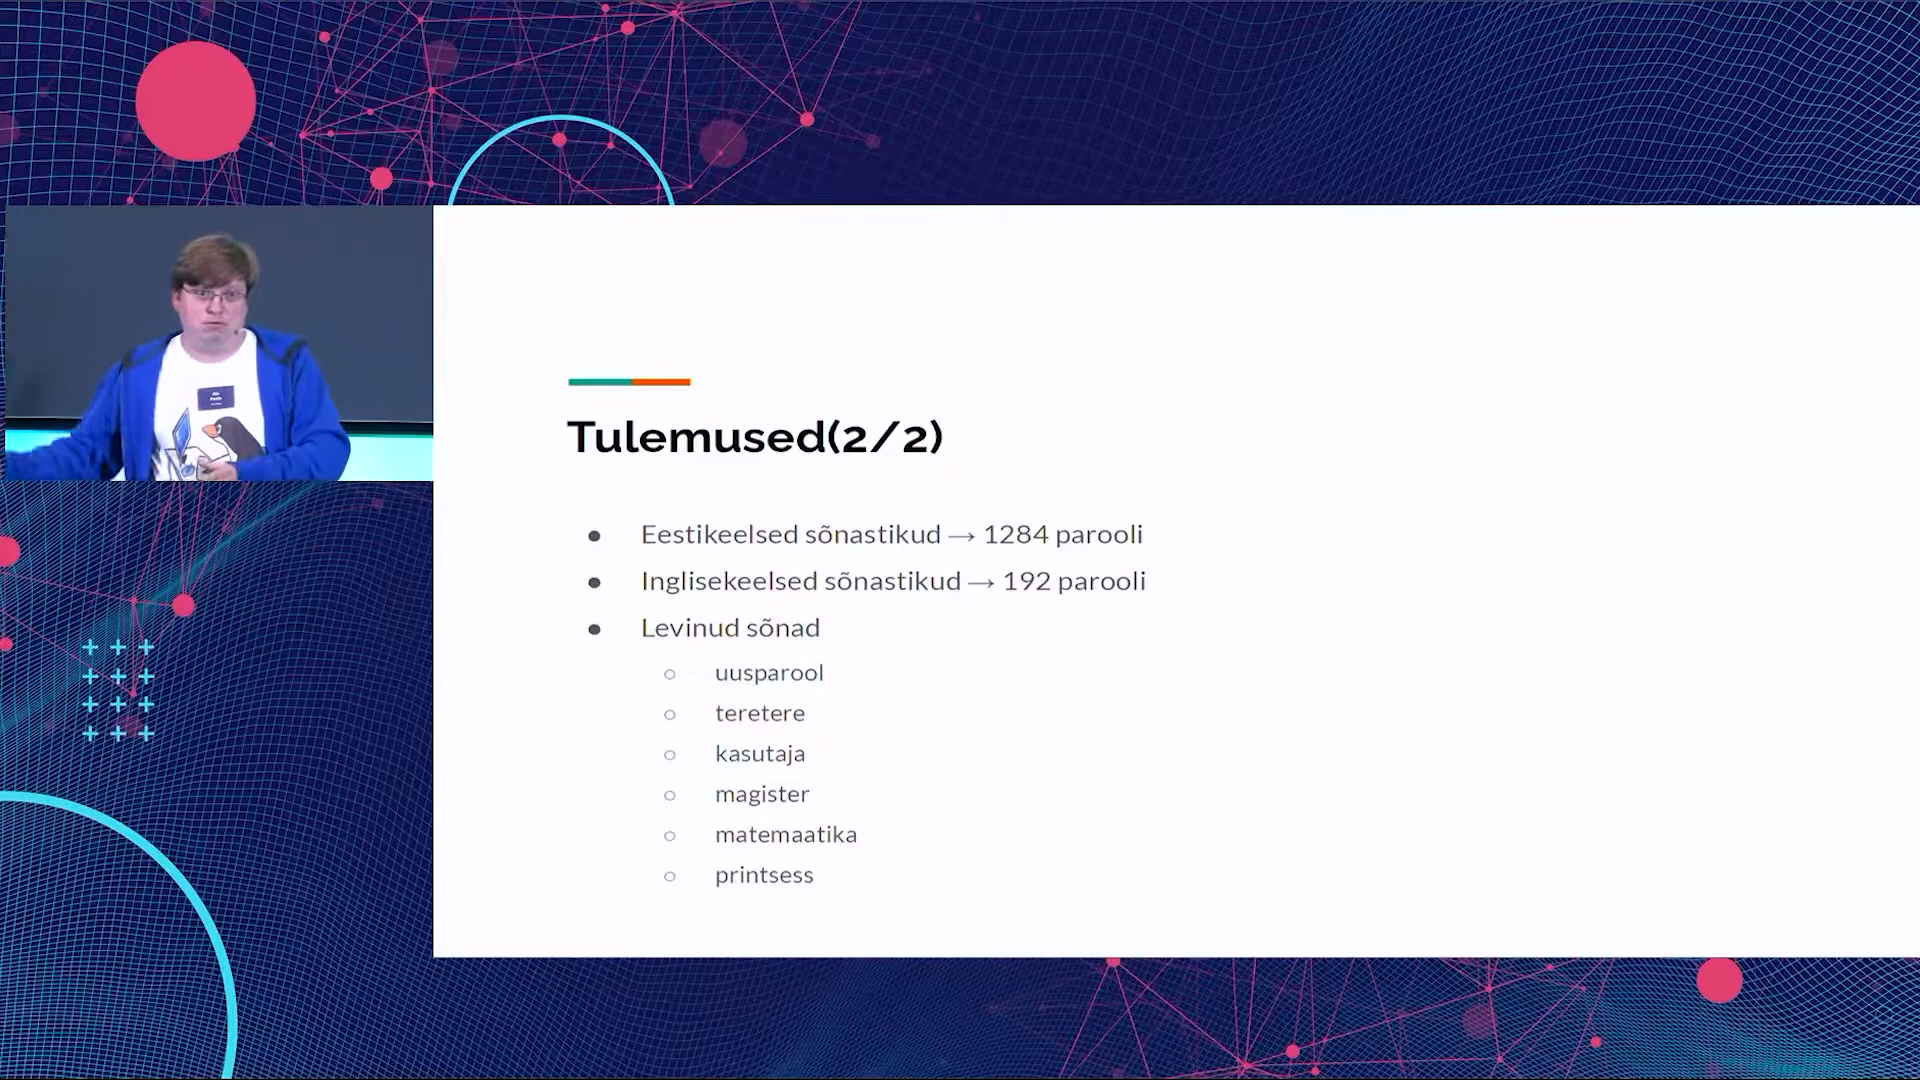 Tulemused(2/2)
● Eestikeelsed sõnastikud → 1284 parooli
● Inglisekeelsed sõnastikud → 192 parooli
● Levinud sõnad
○ uusparool
○ teretere
○ kasutaja
○ magister
○ matemaatika
○ printsess